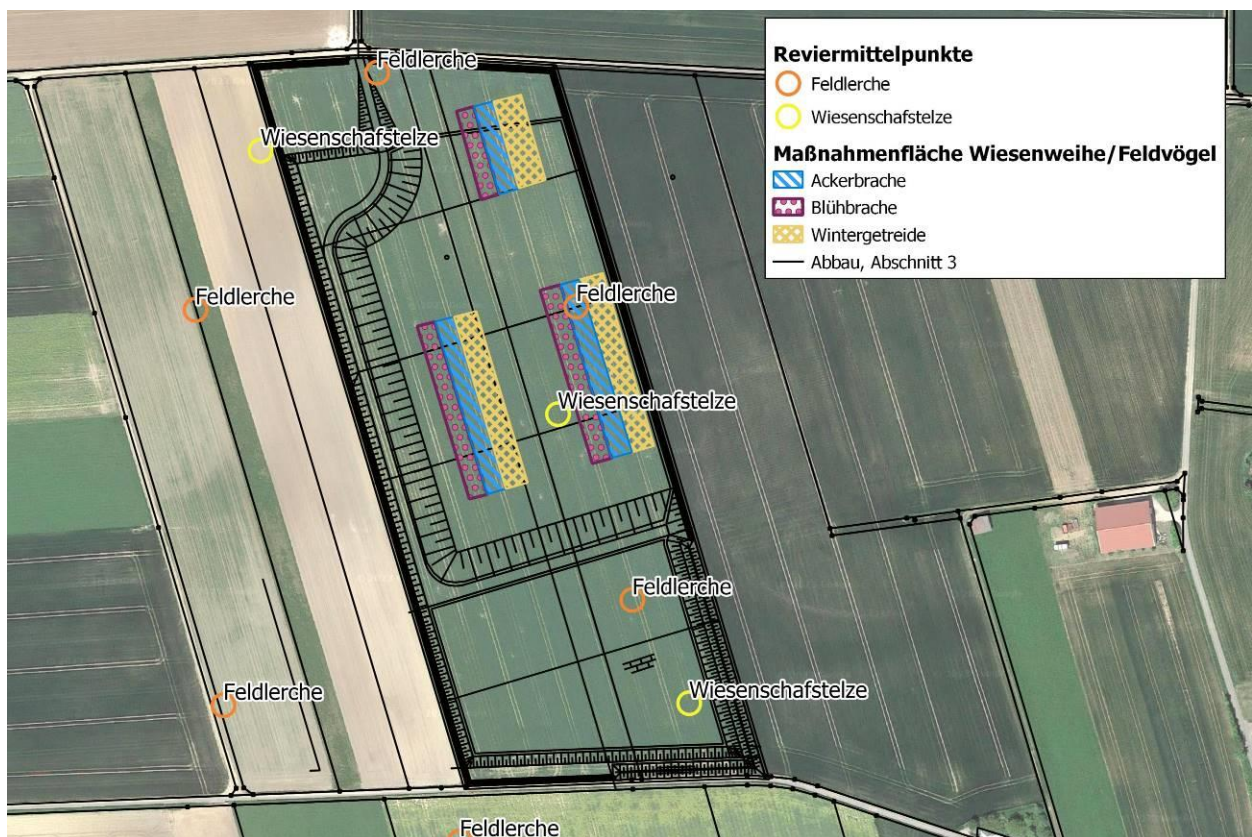 Feldlerche
Wiesenschafstelze
Feldlerche
Feldlerche
Wiesenschafstelze
Feldlerche
Feldlerche
Wiesenschafstelze
Feldlerche
Reviermittelpunkte
Feldlerche
Wiesenschafstelze
Maßnahmenfläche Wiesenweihe/Feldvögel
Ackerbrache
Blühbrache
Wintergetreide
Abbau, Abschnitt 3